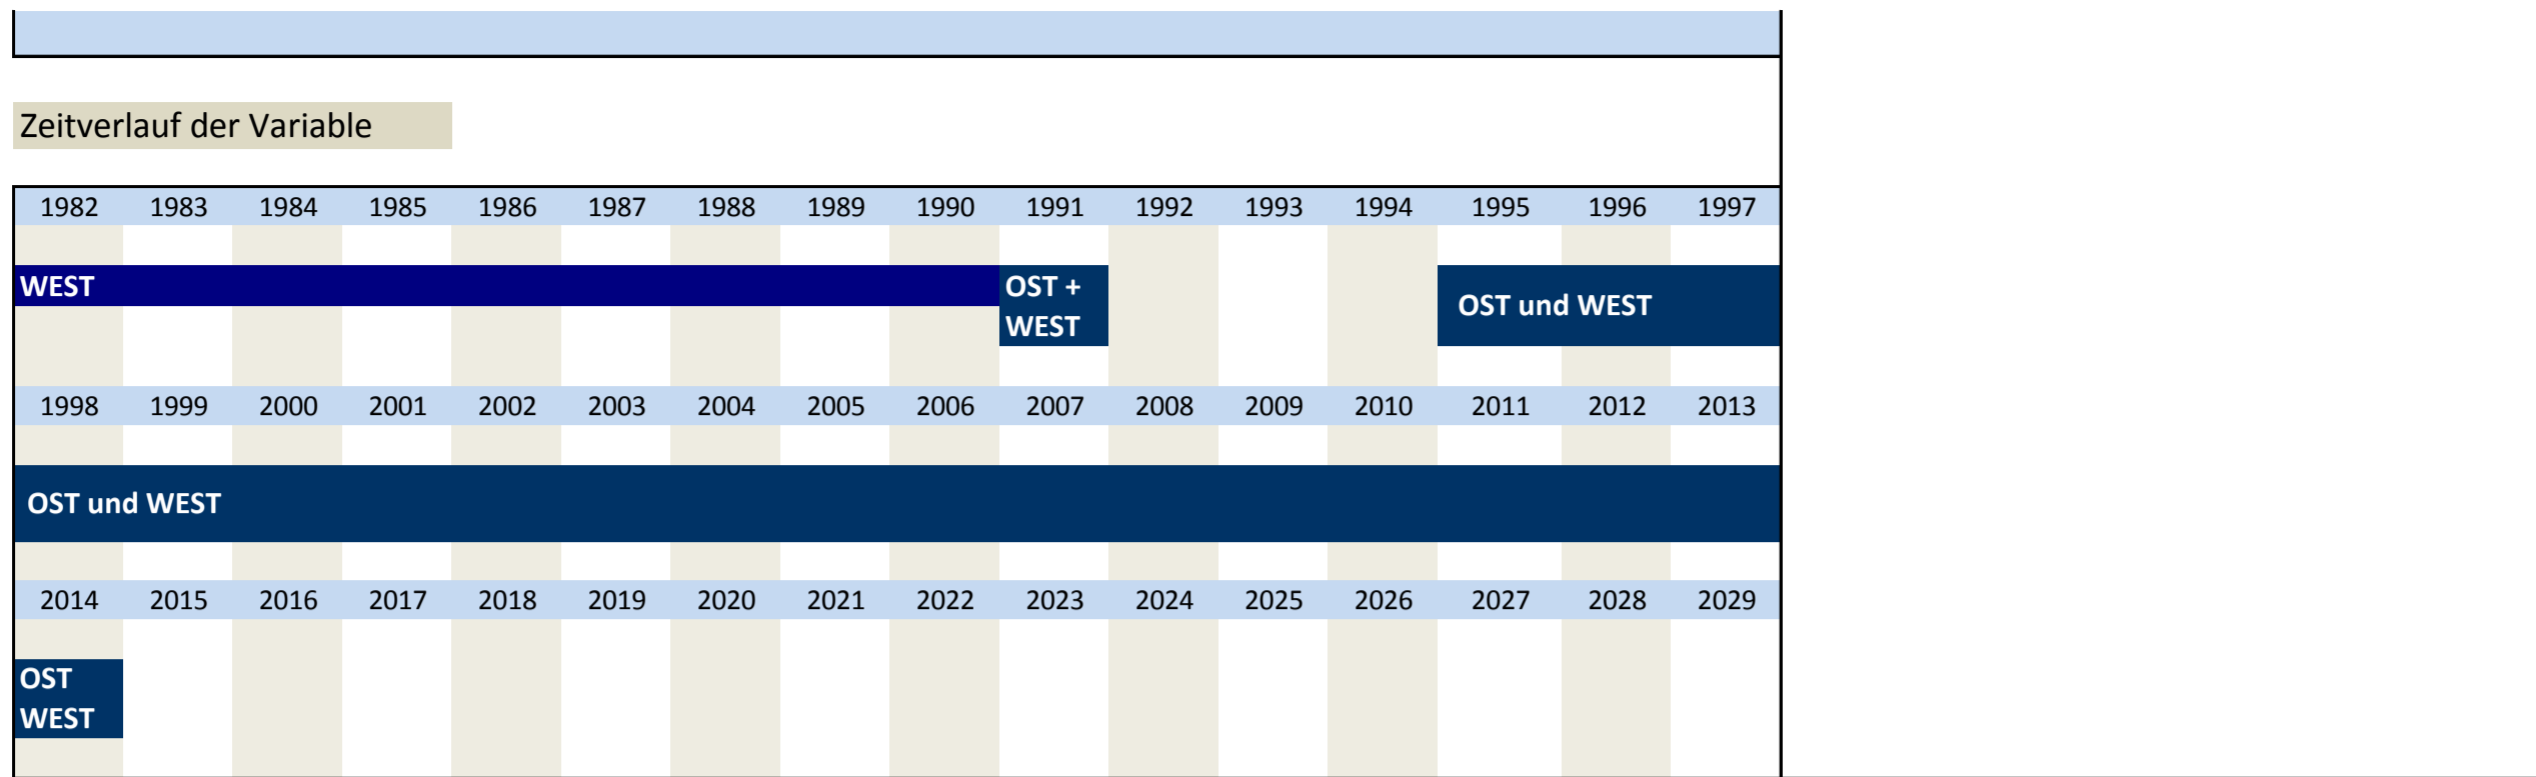 Zeitverlauf der Variable
1982 1983 1984 1985 1986 1987 1988 1989 1990 1991 1992 1993 1994 1995 1996 1997
WEST
OST +
WEST
OST und WEST
1998 1999 2000 2001 2002 2003 2004 2005 2006 2007 2008 2009 2010 2011 2012 2013
OST und WEST
2014 2015 2016 2017 2018 2019 2020 2021 2022 2023 2024 2025 2026 2027 2028 2029
OST
WEST